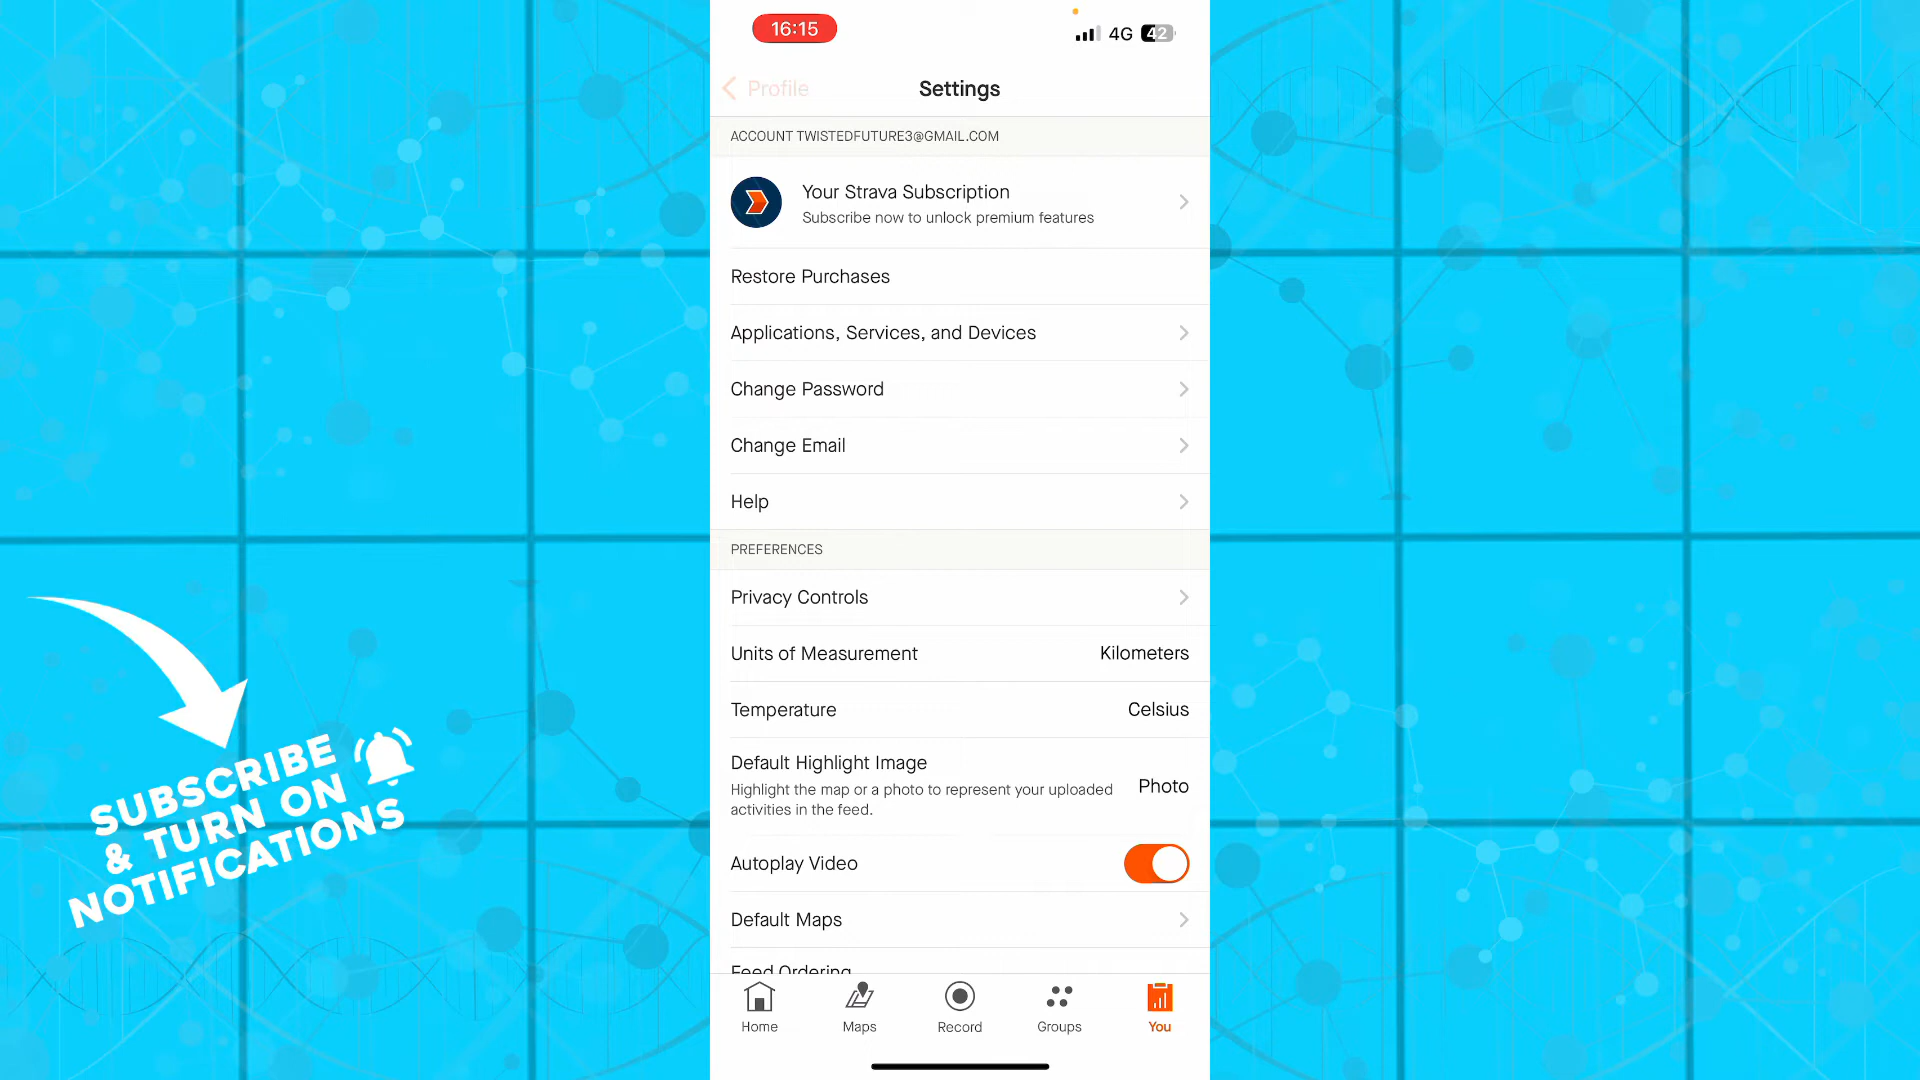 16:15
4G 42
Profile
Settings
ACCOUNT TWISTEDFUTURE3@GMAIL.COM
Your Strava Subscription
Subscribe now to unlock premium features
Restore Purchases
Applications, Services, and Devices
Change Password
Change Email
Help
PREFERENCES
Privacy Controls
Units of Measurement Kilometers
Temperature Celsius
Default Highlight Image
Highlight the map or a photo to represent your uploaded
activities in the feed.
Photo
Autoplay Video
Default Maps
Feed Ordering
Home Maps Record Groups You
SUBSCRIBE
& TURN ON
NOTIFICATIONS